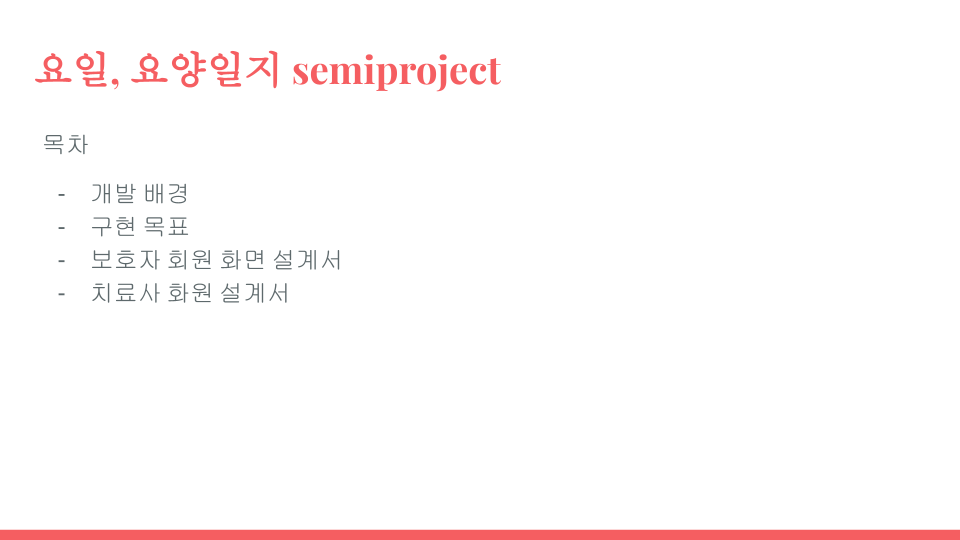 요일, 요양일지 semiproject
목차
- 개발 배경
- 구현 목표
- 보호자 회원 화면 설계서
- 치료사 화원 설계서